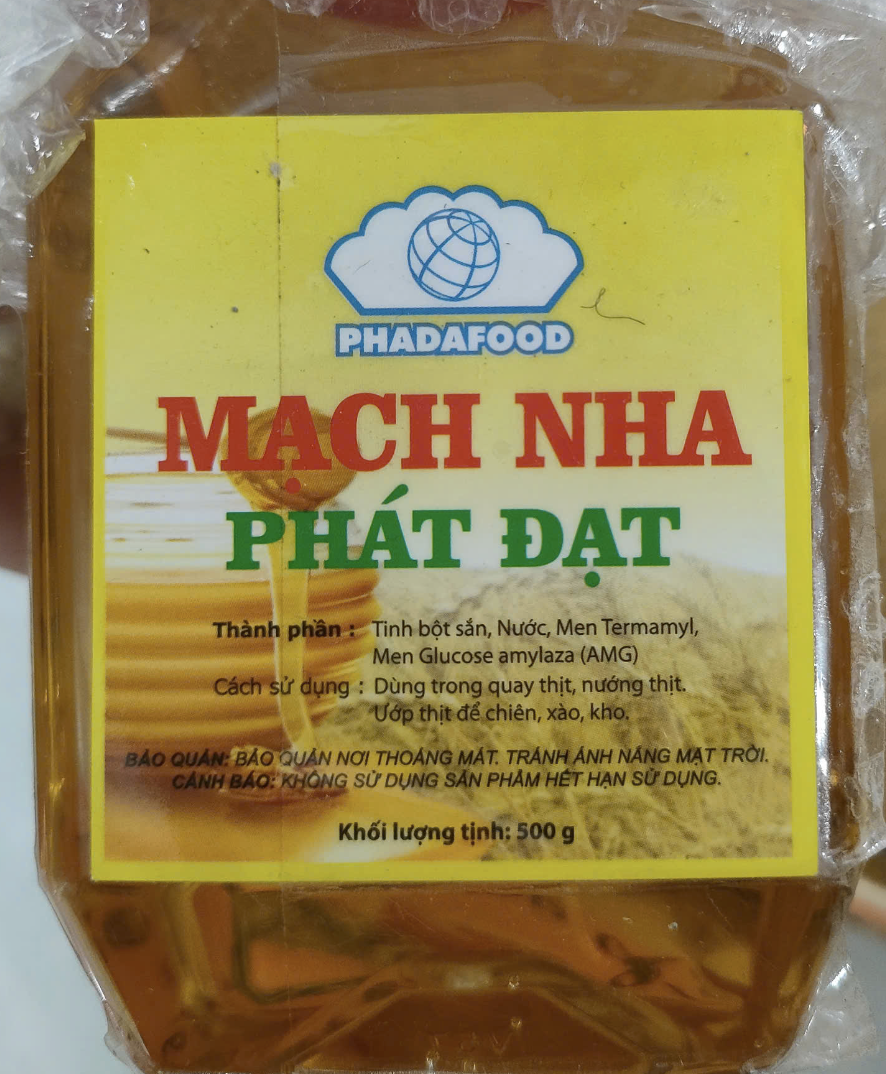 PHADAFOOD
MẠCH NHA
PHÁT ĐẠT
Thành phần : Tinh bột sắn, Nước, Men Termamyl,
Men Glucose amylaza (AMG)
Cách sử dụng : Dùng trong quay thịt, nướng thịt.
Ướp thịt để chiên, xào, kho.
BẢO QUẢN: BẢO QUẢN NƠI THOÁNG MÁT. TRÁNH ÁNH NẮNG MẶT TRỜI.
CẢNH BÁO: KHÔNG SỬ DỤNG SẢN PHẨM HẾT HẠN SỬ DỤNG.
Khối lượng tịnh: 500 g